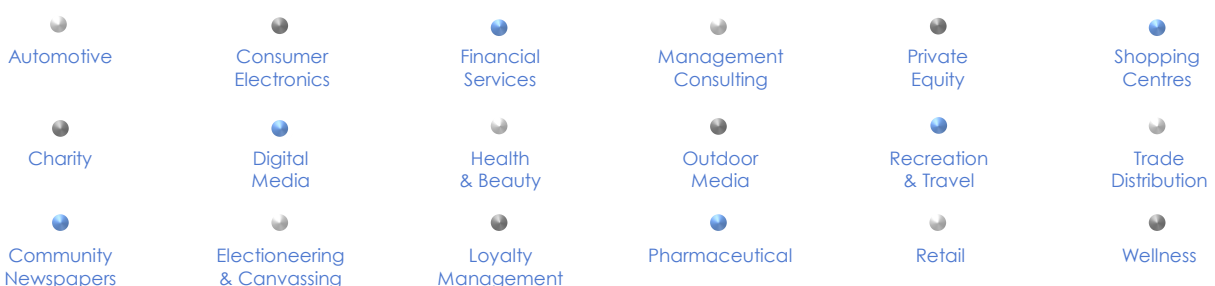 Automotive
Consumer
Electronics
Financial
Services
Management
Consulting
Private
Equity
Shopping
Centres
Charity
Digital
Media
Health
& Beauty
Outdoor
Media
Recreation
& Travel
Trade
Distribution
Community
Newspapers
Electioneering
& Canvassing
Loyalty
Management
Pharmaceutical
Retail
Wellness